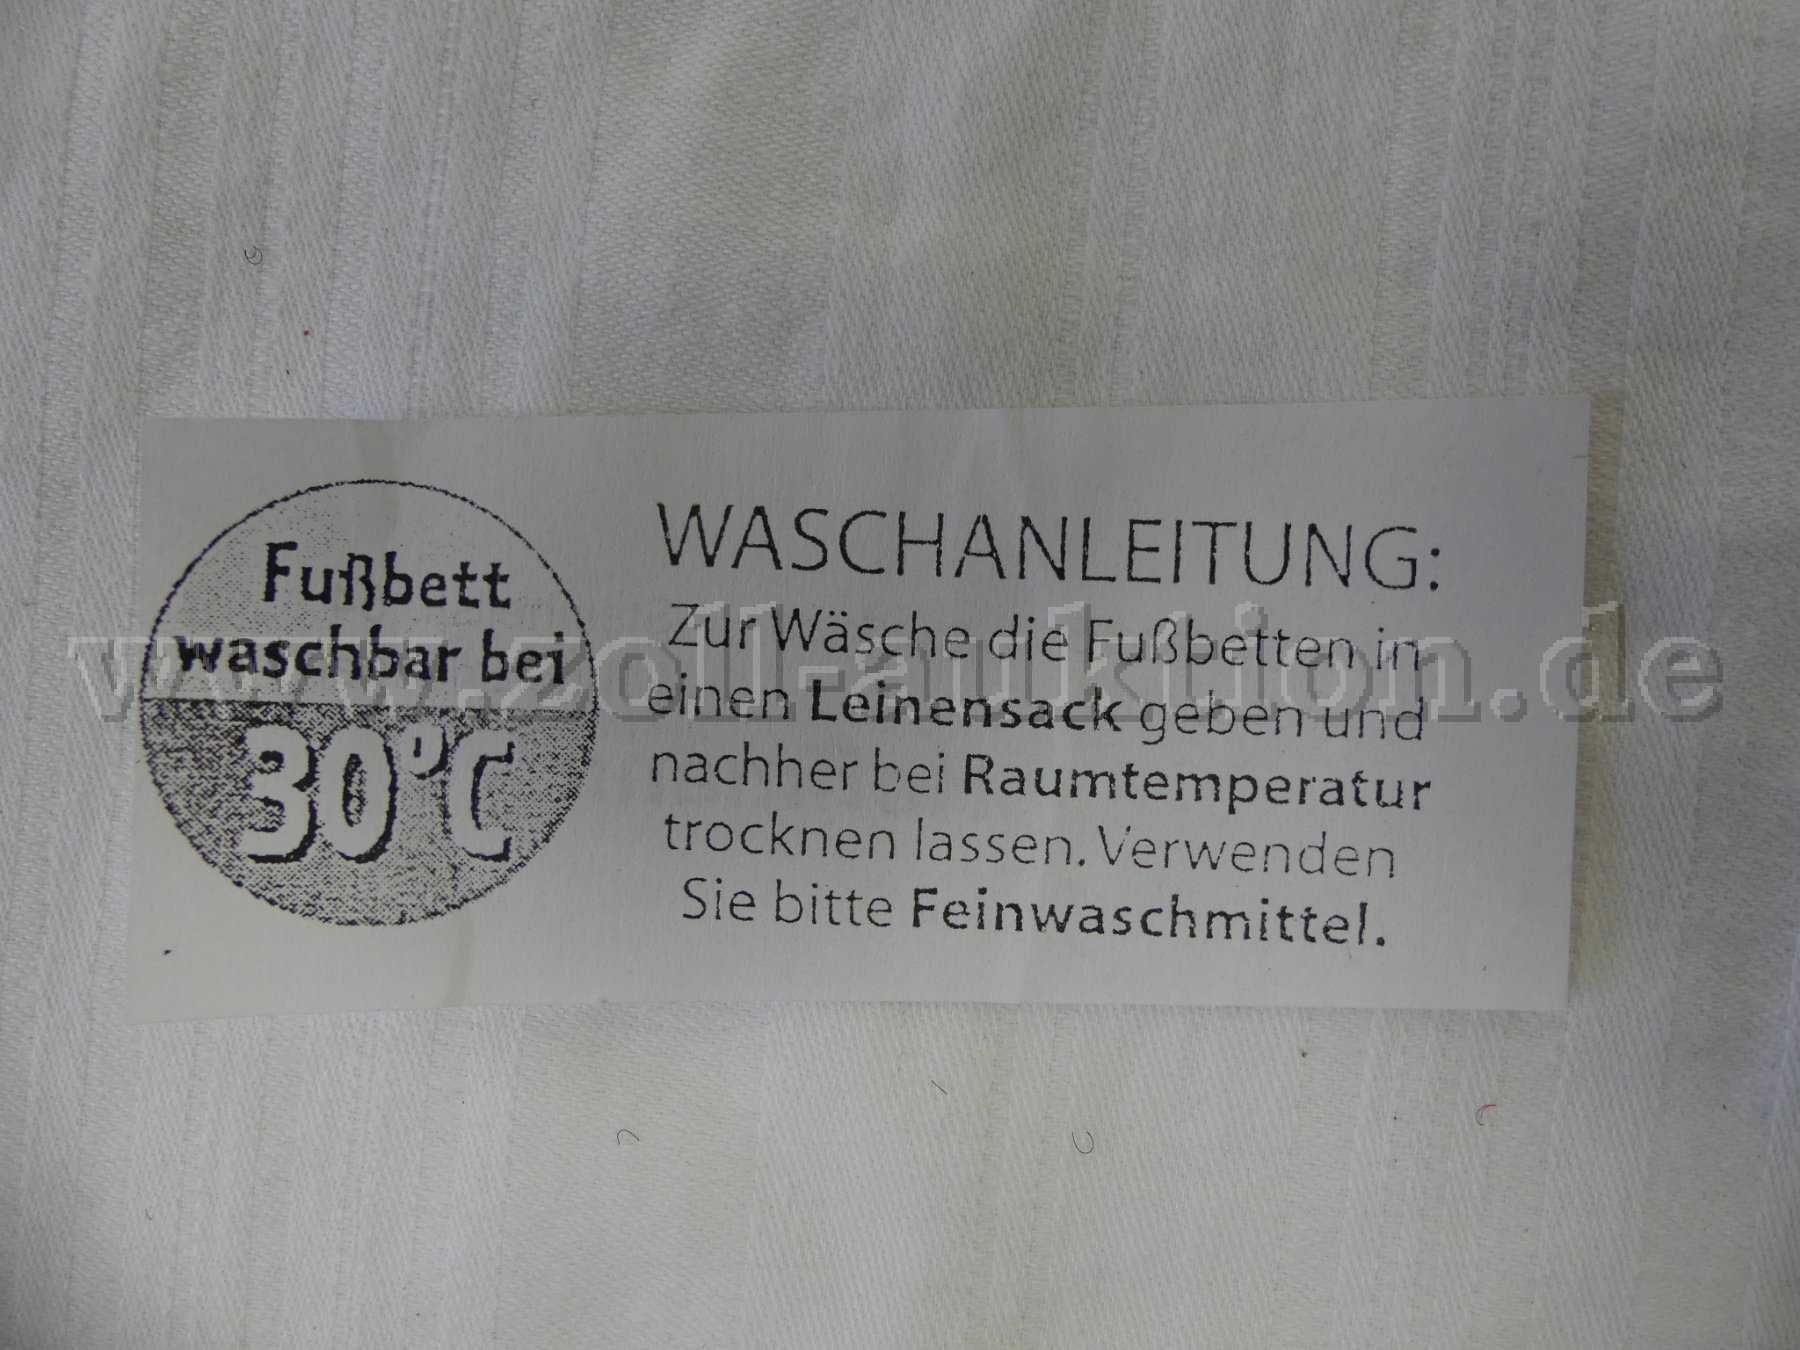 Fußbett
waschbar bei
30°C
WASCHANLEITUNG:
Zur Wäsche die Fußbetten in
einen Leinensack geben und
nachher bei Raumtemperatur
trocknen lassen. Verwenden
Sie bitte Feinwaschmittel.
www.zoll-auktion.de